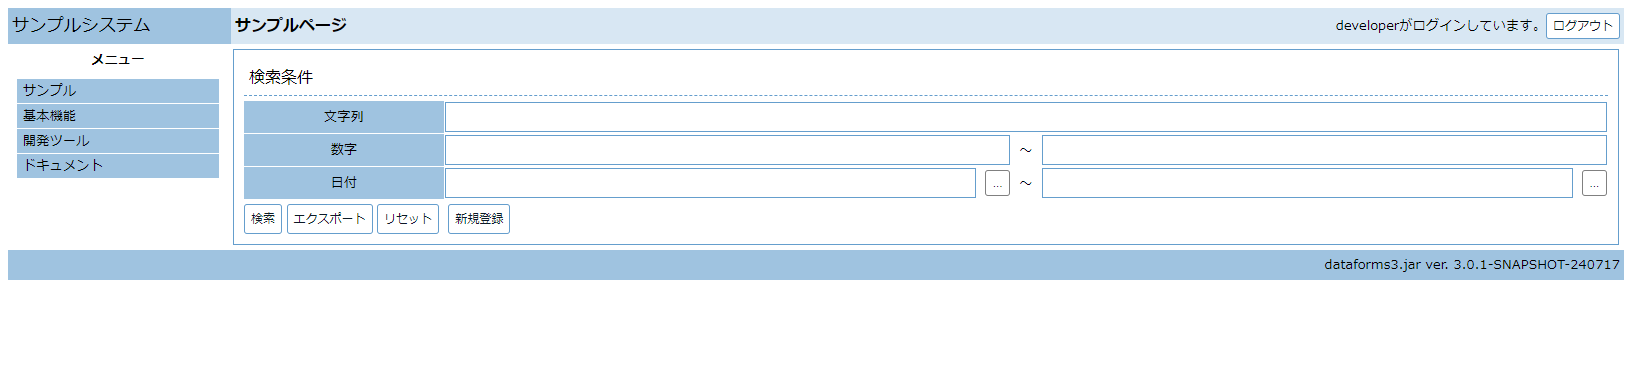 サンプルシステム
サンプルページ
developerがログインしています。 ログアウト
メニュー
サンプル
基本機能
開発ツール
ドキュメント
検索条件
文字列
数字 ～
日付 ... ～ ...
検索 エクスポート リセット 新規登録
dataforms3.jar ver. 3.0.1-SNAPSHOT-240717